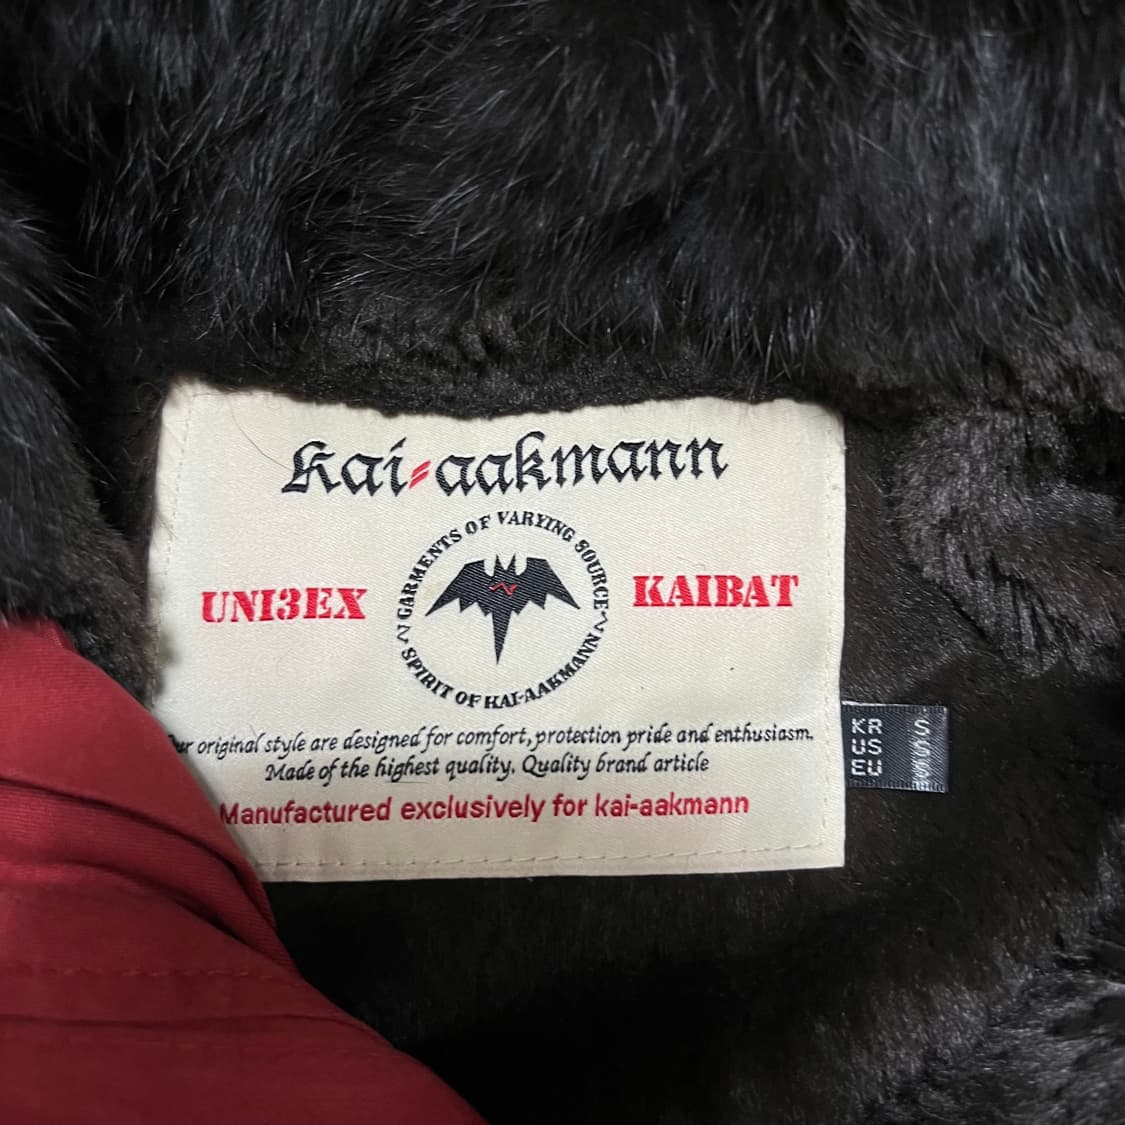 kai-aakmann
GARMENTS OF VARYING SOURCE
UNI3EX
KAIBAT
SPIRIT OF KAI-AAKMANN
original style are designed for comfort, protection pride and enthusiasm.
Made of the highest quality. Quality brand article
Manufactured exclusively for kai-aakmann
KR S
US S
EU S